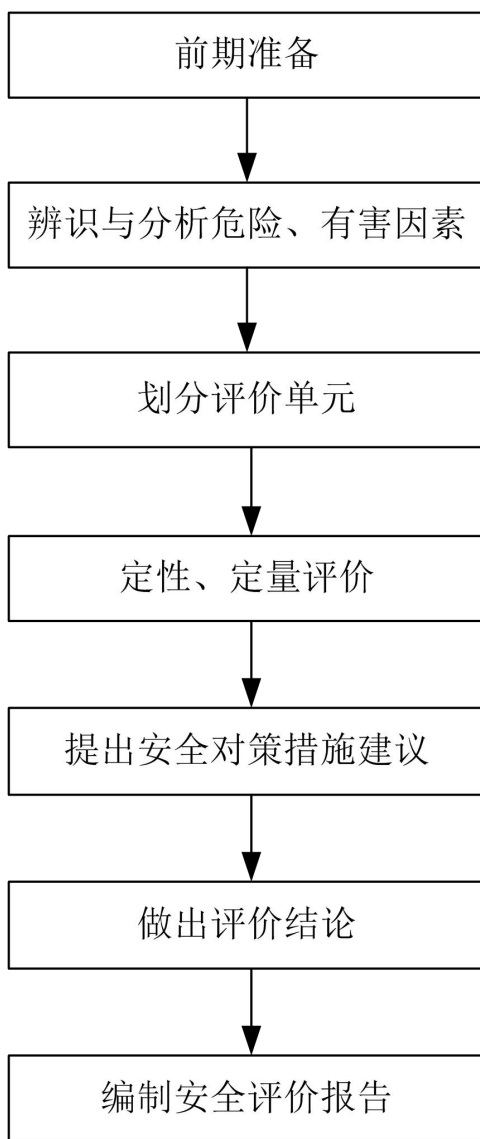 前期准备
辨识与分析危险、有害因素
划分评价单元
定性、定量评价
提出安全对策措施建议
做出评价结论
编制安全评价报告